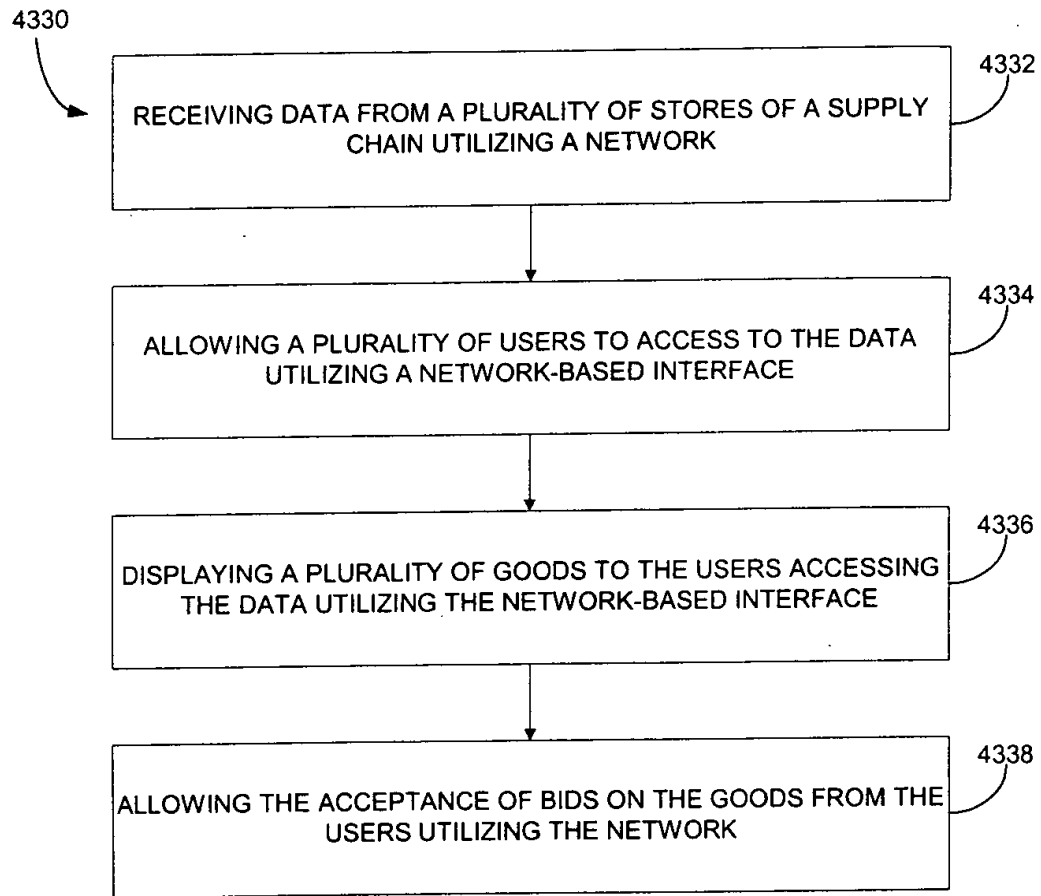 4330
4332
RECEIVING DATA FROM A PLURALITY OF STORES OF A SUPPLY
CHAIN UTILIZING A NETWORK
4334
ALLOWING A PLURALITY OF USERS TO ACCESS TO THE DATA
UTILIZING A NETWORK-BASED INTERFACE
4336
DISPLAYING A PLURALITY OF GOODS TO THE USERS ACCESSING
THE DATA UTILIZING THE NETWORK-BASED INTERFACE
4338
ALLOWING THE ACCEPTANCE OF BIDS ON THE GOODS FROM THE
USERS UTILIZING THE NETWORK